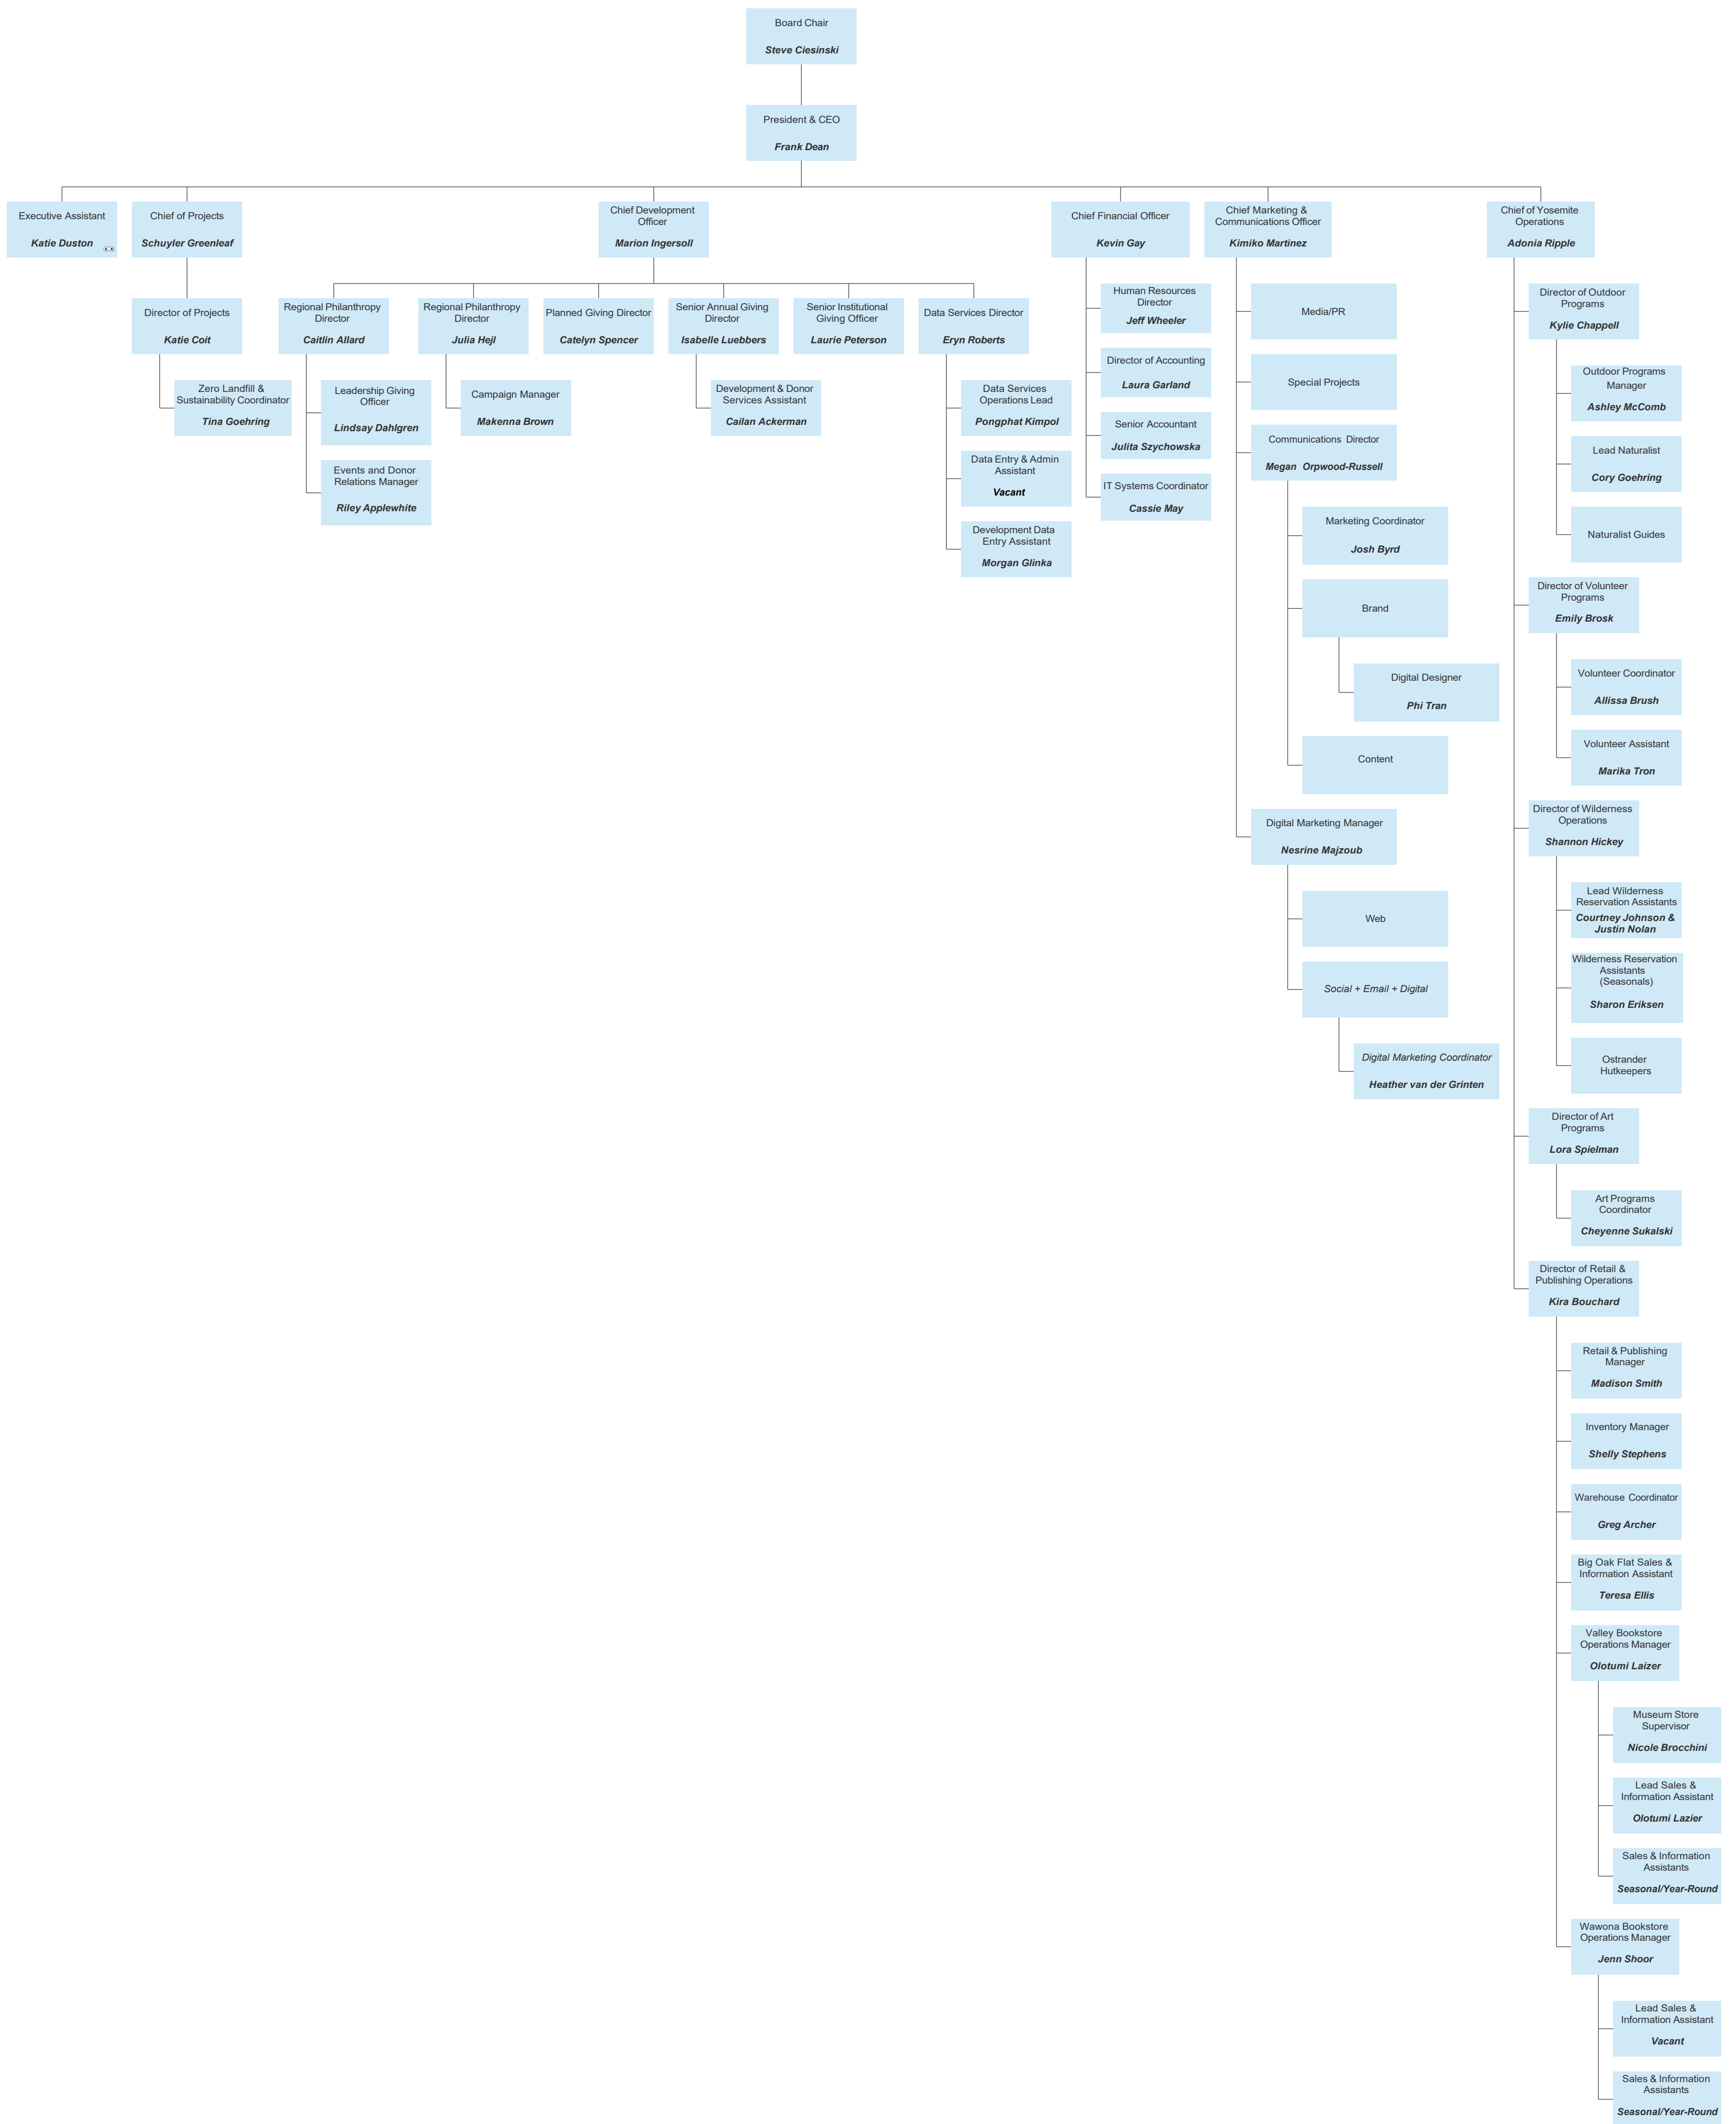 Board Chair
Steve Ciesinski
President & CEO
Frank Dean
Executive Assistant
Katie Duston
Chief of Projects
Schuyler Greenleaf
Director of Projects
Katie Coit
Zero Landfill &
Sustainability Coordinator
Tina Goehring
Chief Development
Officer
Marion Ingersoll
Regional Philanthropy
Director
Caitlin Allard
Leadership Giving
Officer
Lindsay Dahlgren
Events and Donor
Relations Manager
Riley Applewhite
Regional Philanthropy
Director
Julia Hejl
Campaign Manager
Makenna Brown
Planned Giving Director
Catelyn Spencer
Senior Annual Giving
Director
Isabelle Luebbers
Development & Donor
Services Assistant
Cailan Ackerman
Senior Institutional
Giving Officer
Laurie Peterson
Data Services Director
Eryn Roberts
Data Services
Operations Lead
Pongphat Kimpol
Data Entry & Admin
Assistant
Vacant
Development Data
Entry Assistant
Morgan Glinka
Chief Financial Officer
Kevin Gay
Human Resources
Director
Jeff Wheeler
Director of Accounting
Laura Garland
Senior Accountant
Julita Szychowska
IT Systems Coordinator
Cassie May
Chief Marketing &
Communications Officer
Kimiko Martinez
Media/PR
Special Projects
Communications Director
Megan Orpwood-Russell
Marketing Coordinator
Josh Byrd
Brand
Digital Designer
Phi Tran
Content
Digital Marketing Manager
Nesrine Majzoub
Web
Social + Email + Digital
Digital Marketing Coordinator
Heather van der Grinten
Chief of Yosemite
Operations
Adonia Ripple
Director of Outdoor
Programs
Kylie Chappell
Outdoor Programs
Manager
Ashley McComb
Lead Naturalist
Cory Goehring
Naturalist Guides
Director of Volunteer
Programs
Emily Brosk
Volunteer Coordinator
Allissa Brush
Volunteer Assistant
Marika Tron
Director of Wilderness
Operations
Shannon Hickey
Lead Wilderness
Reservation Assistants
Courtney Johnson &
Justin Nolan
Wilderness Reservation
Assistants
(Seasonals)
Sharon Eriksen
Ostrander
Hutkeepers
Director of Art
Programs
Lora Spielman
Art Programs
Coordinator
Cheyenne Sukalski
Director of Retail &
Publishing Operations
Kira Bouchard
Retail & Publishing
Manager
Madison Smith
Inventory Manager
Shelly Stephens
Warehouse Coordinator
Greg Archer
Big Oak Flat Sales &
Information Assistant
Teresa Ellis
Valley Bookstore
Operations Manager
Olotumi Laizer
Museum Store
Supervisor
Nicole Brocchini
Lead Sales &
Information Assistant
Olotumi Lazier
Sales & Information
Assistants
Seasonal/Year-Round
Wawona Bookstore
Operations Manager
Jenn Shoor
Lead Sales &
Information Assistant
Vacant
Sales & Information
Assistants
Seasonal/Year-Round